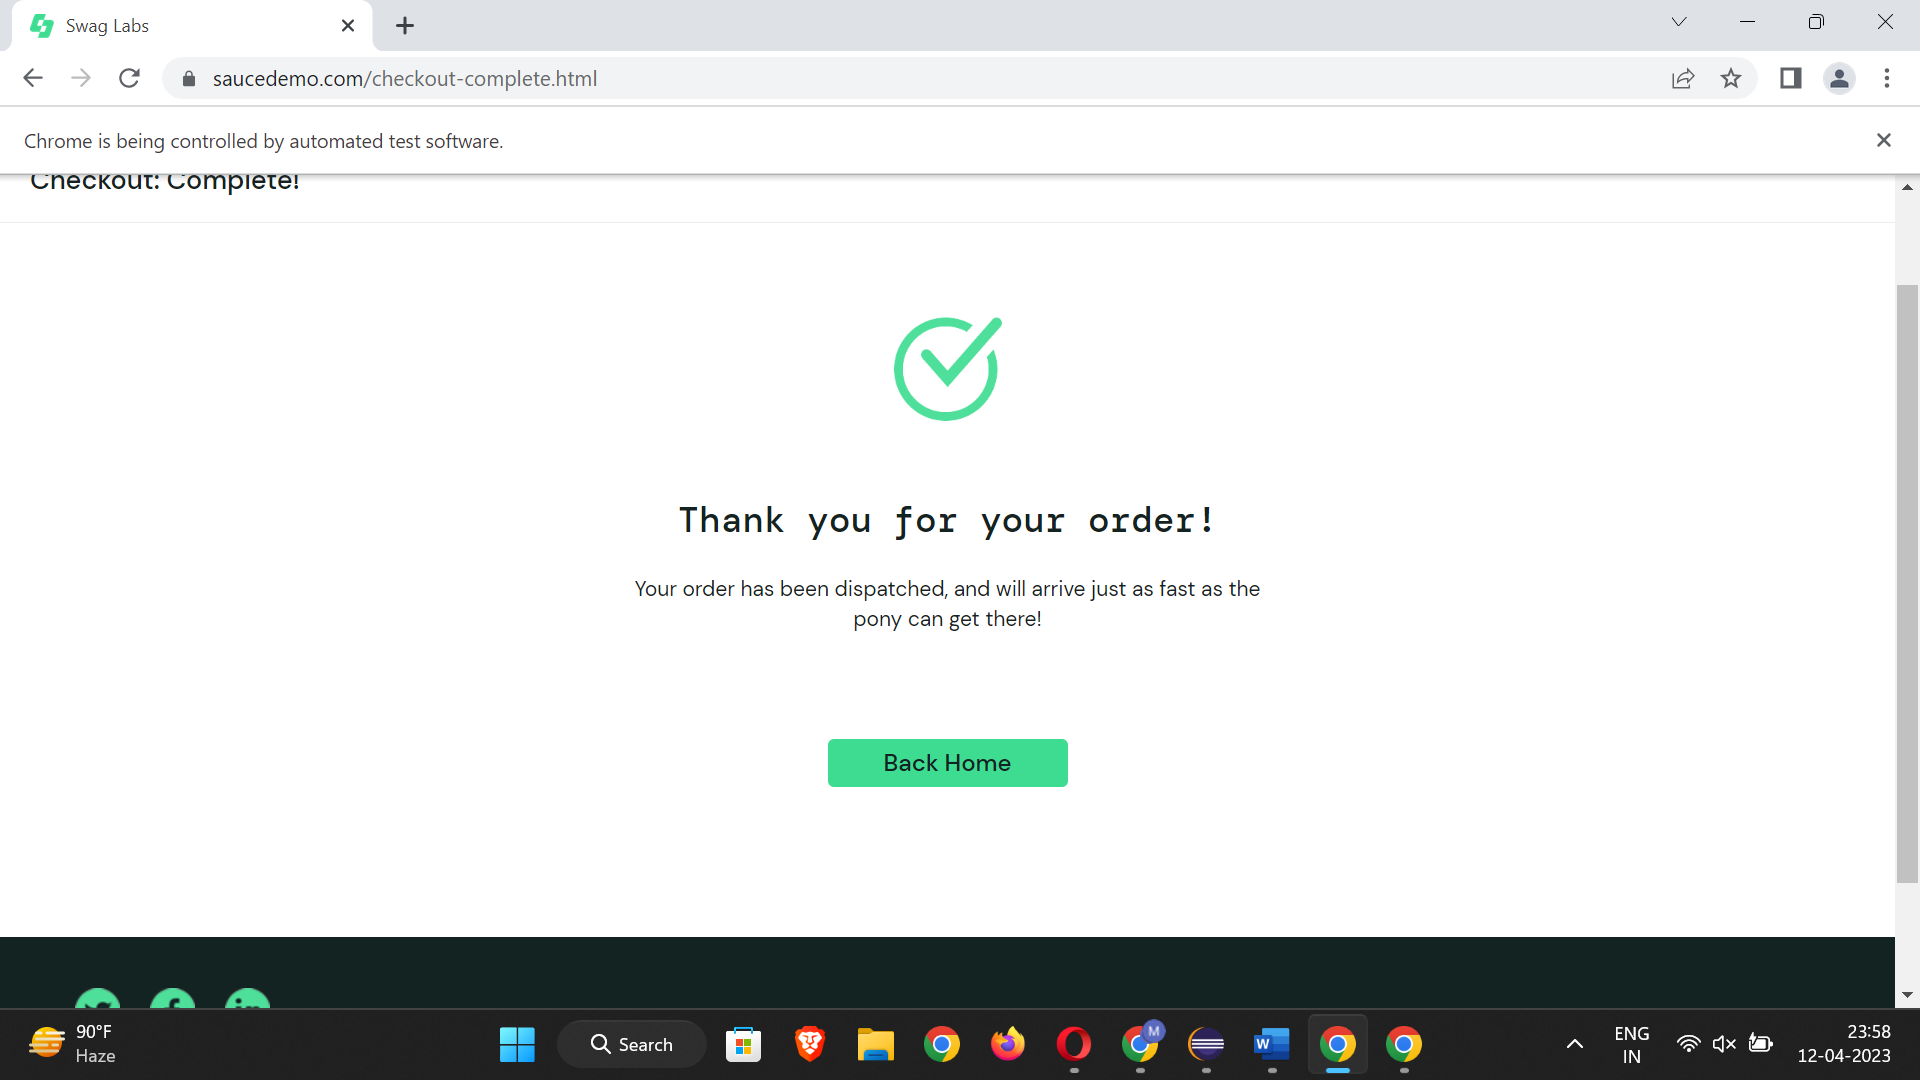 Swag Labs
saucedemo.com/checkout-complete.html
Chrome is being controlled by automated test software.
Checkout: Complete!
Thank you for your order!
Your order has been dispatched, and will arrive just as fast as the
pony can get there!
Back Home
90°F
Haze
Search
M
W
ENG
IN
23:58
12-04-2023